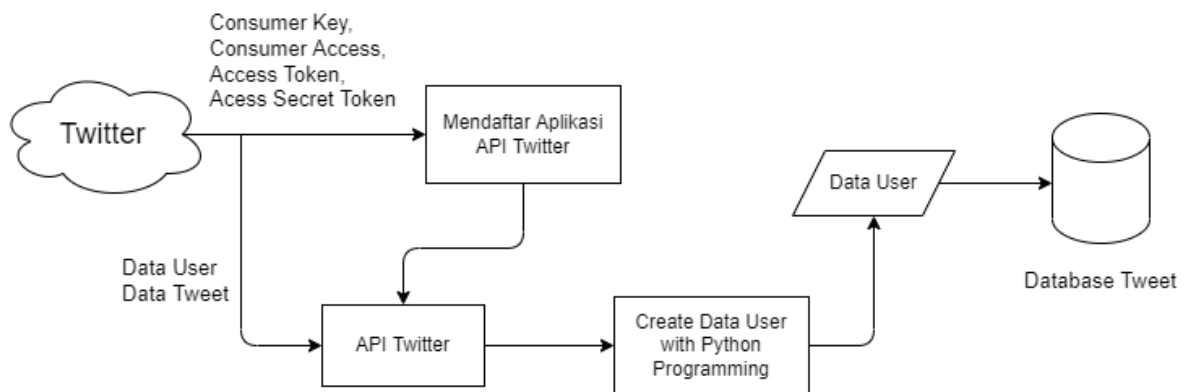 Consumer Key,
Consumer Access,
Access Token,
Acess Secret Token
Twitter
Mendaftar Aplikasi
API Twitter
Data User
Data Tweet
API Twitter
Create Data User
with Python
Programming
Data User
Database Tweet